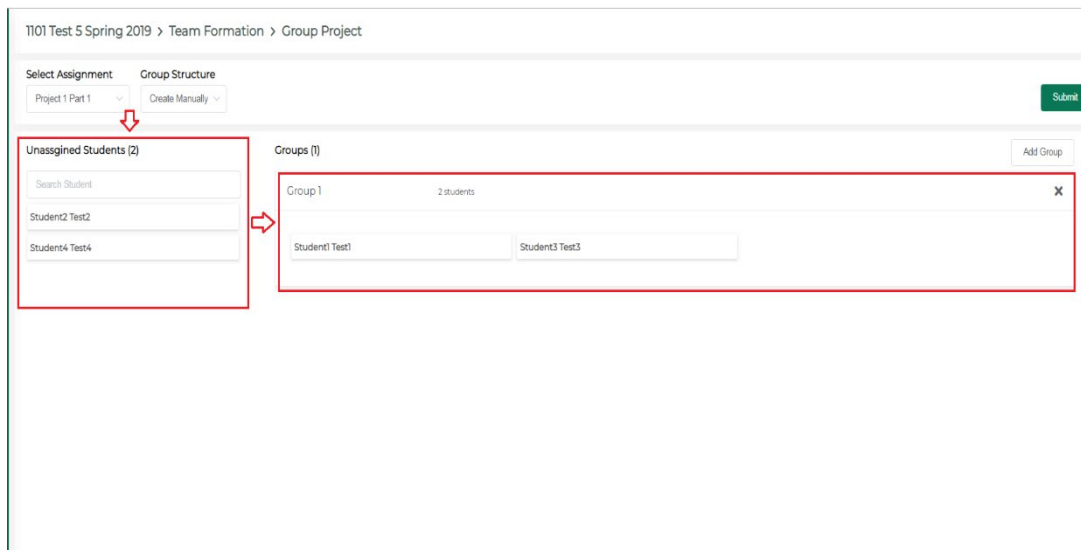 1101 Test 5 Spring 2019 > Team Formation > Group Project
Select Assignment Group Structure
Project 1 Part 1 Create Manually
Submit
Unassgined Students (2)
Search Student
Student2 Test2
Student4 Test4
Groups (1)
Add Group
Group 1 2 students X
Student1 Test1 Student3 Test3